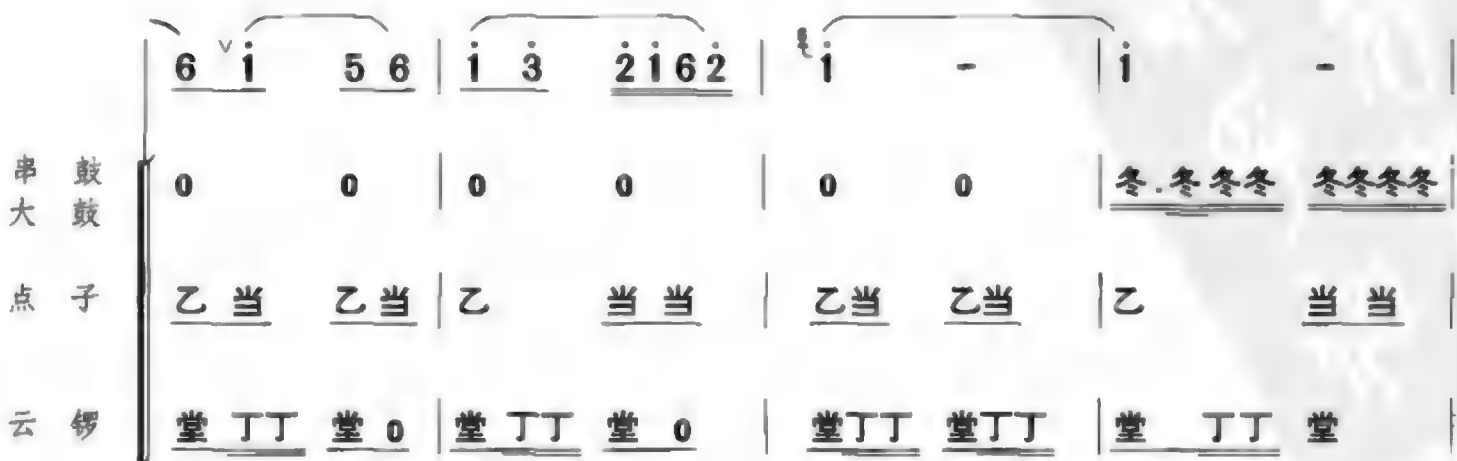 6 i̇ 5 6 | i̇ 3̇ 2̇ i̇ 6 2̇ | i̇ - | i̇ - |
串鼓 大鼓 0 0 | 0 0 | 0 0 | 冬.冬冬冬 冬冬冬冬 |
点子 乙当 乙当 | 乙 当当 | 乙当 乙当 | 乙 当当 |
云锣 堂丁丁 堂0 | 堂丁丁 堂0 | 堂丁丁 堂丁丁 | 堂 丁丁 堂 |